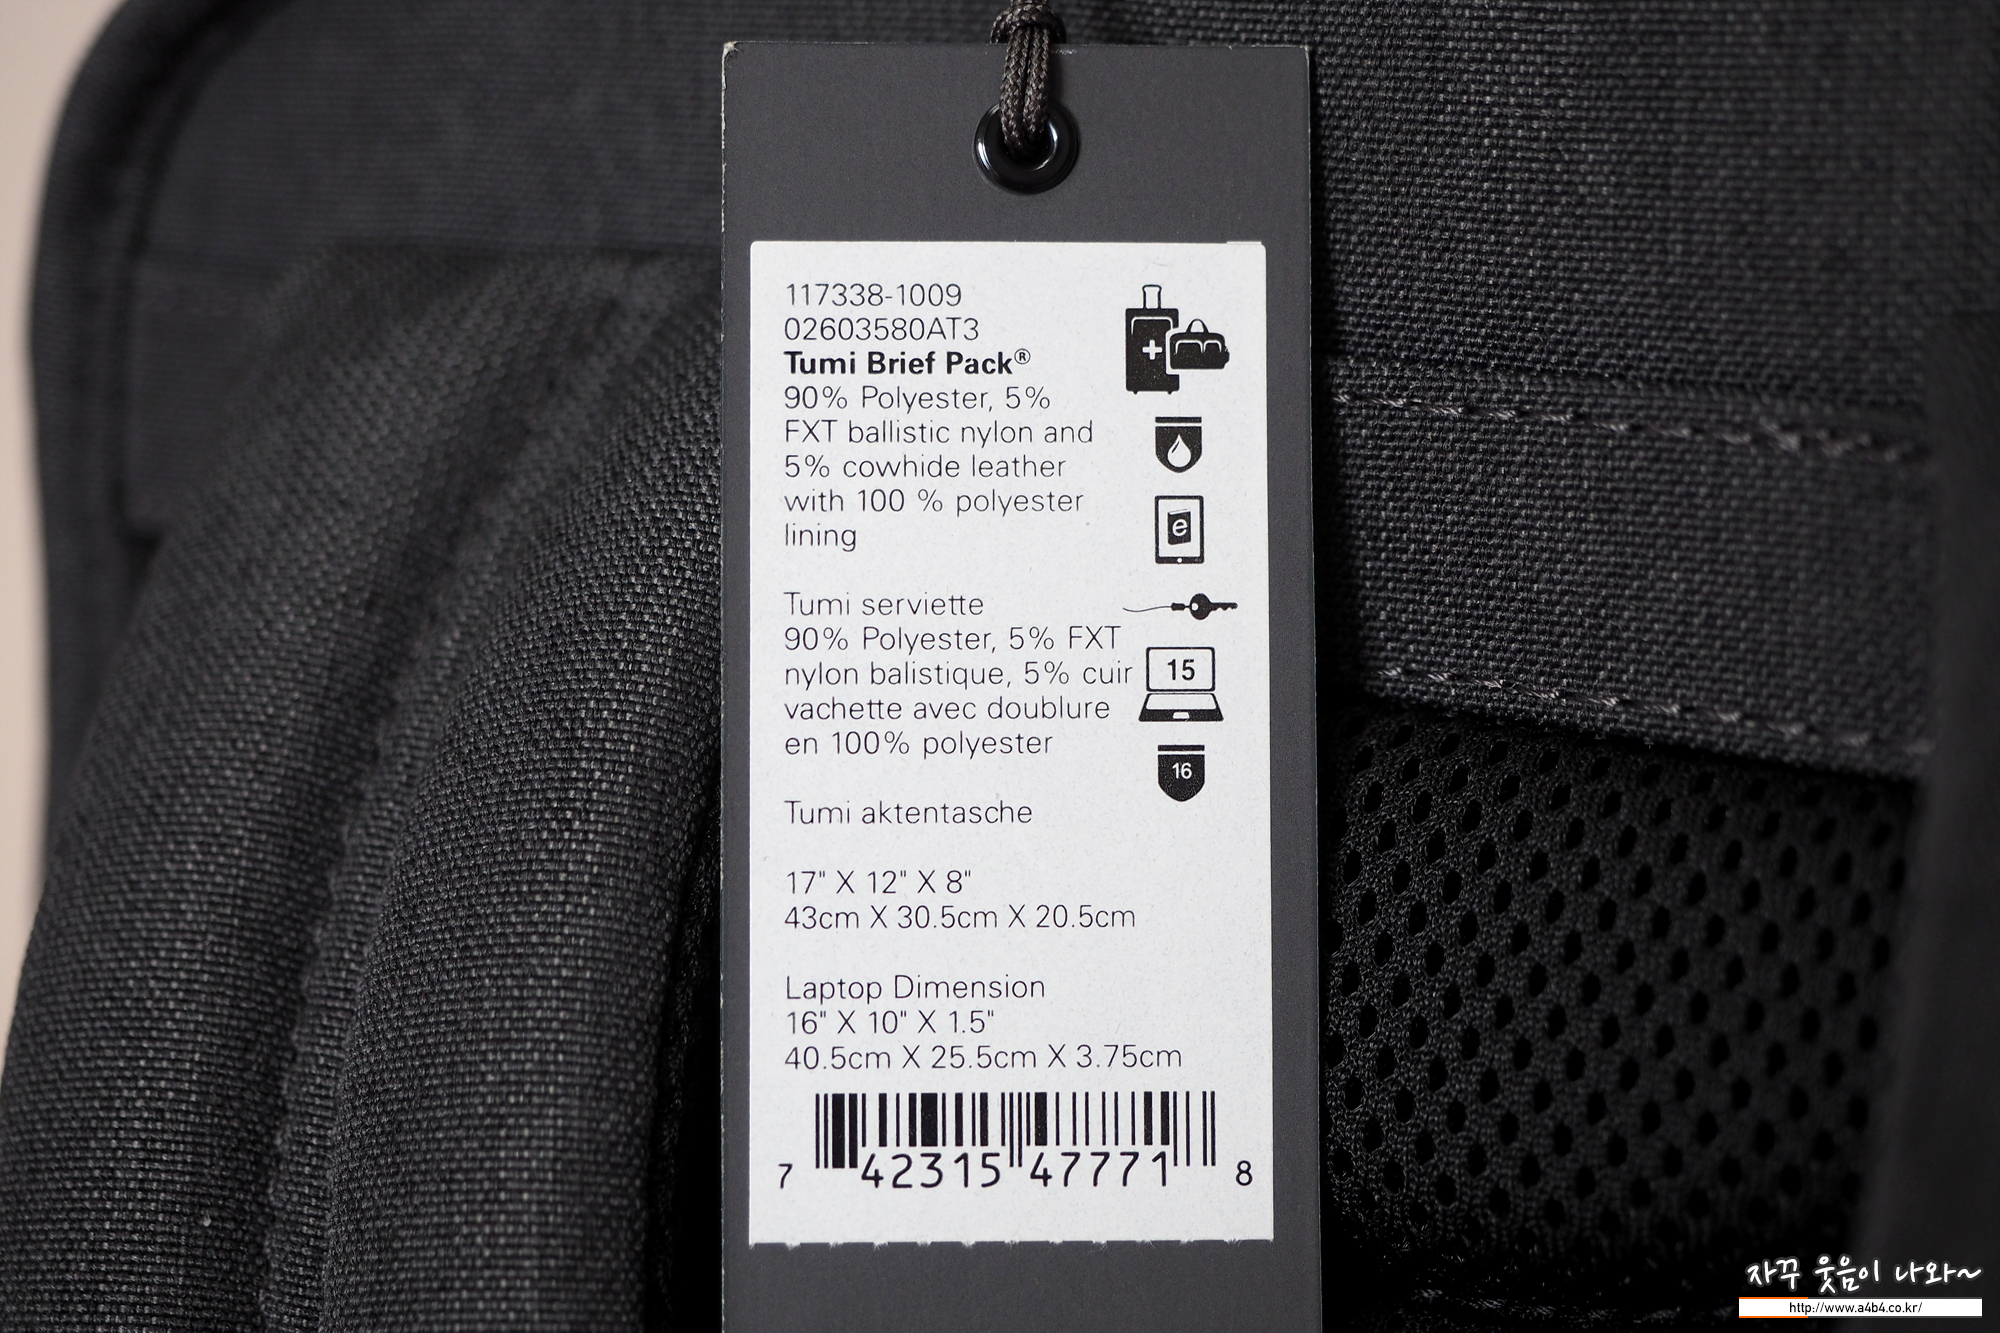 117338-1009
02603580AT3
Tumi Brief Pack®
90% Polyester, 5%
FXT ballistic nylon and
5% cowhide leather
with 100 % polyester
lining
e
Tumi serviette
90% Polyester, 5% FXT
nylon balistique, 5% cuir
vachette avec doublure
en 100% polyester
15
16
Tumi aktentasche
17" X 12" X 8"
43cm X 30.5cm X 20.5cm
Laptop Dimension
16" X 10" X 1.5"
40.5cm X 25.5cm X 3.75cm
7 42315 47771 8
자꾸 웃음이 나와~
http://www.a4b4.co.kr/